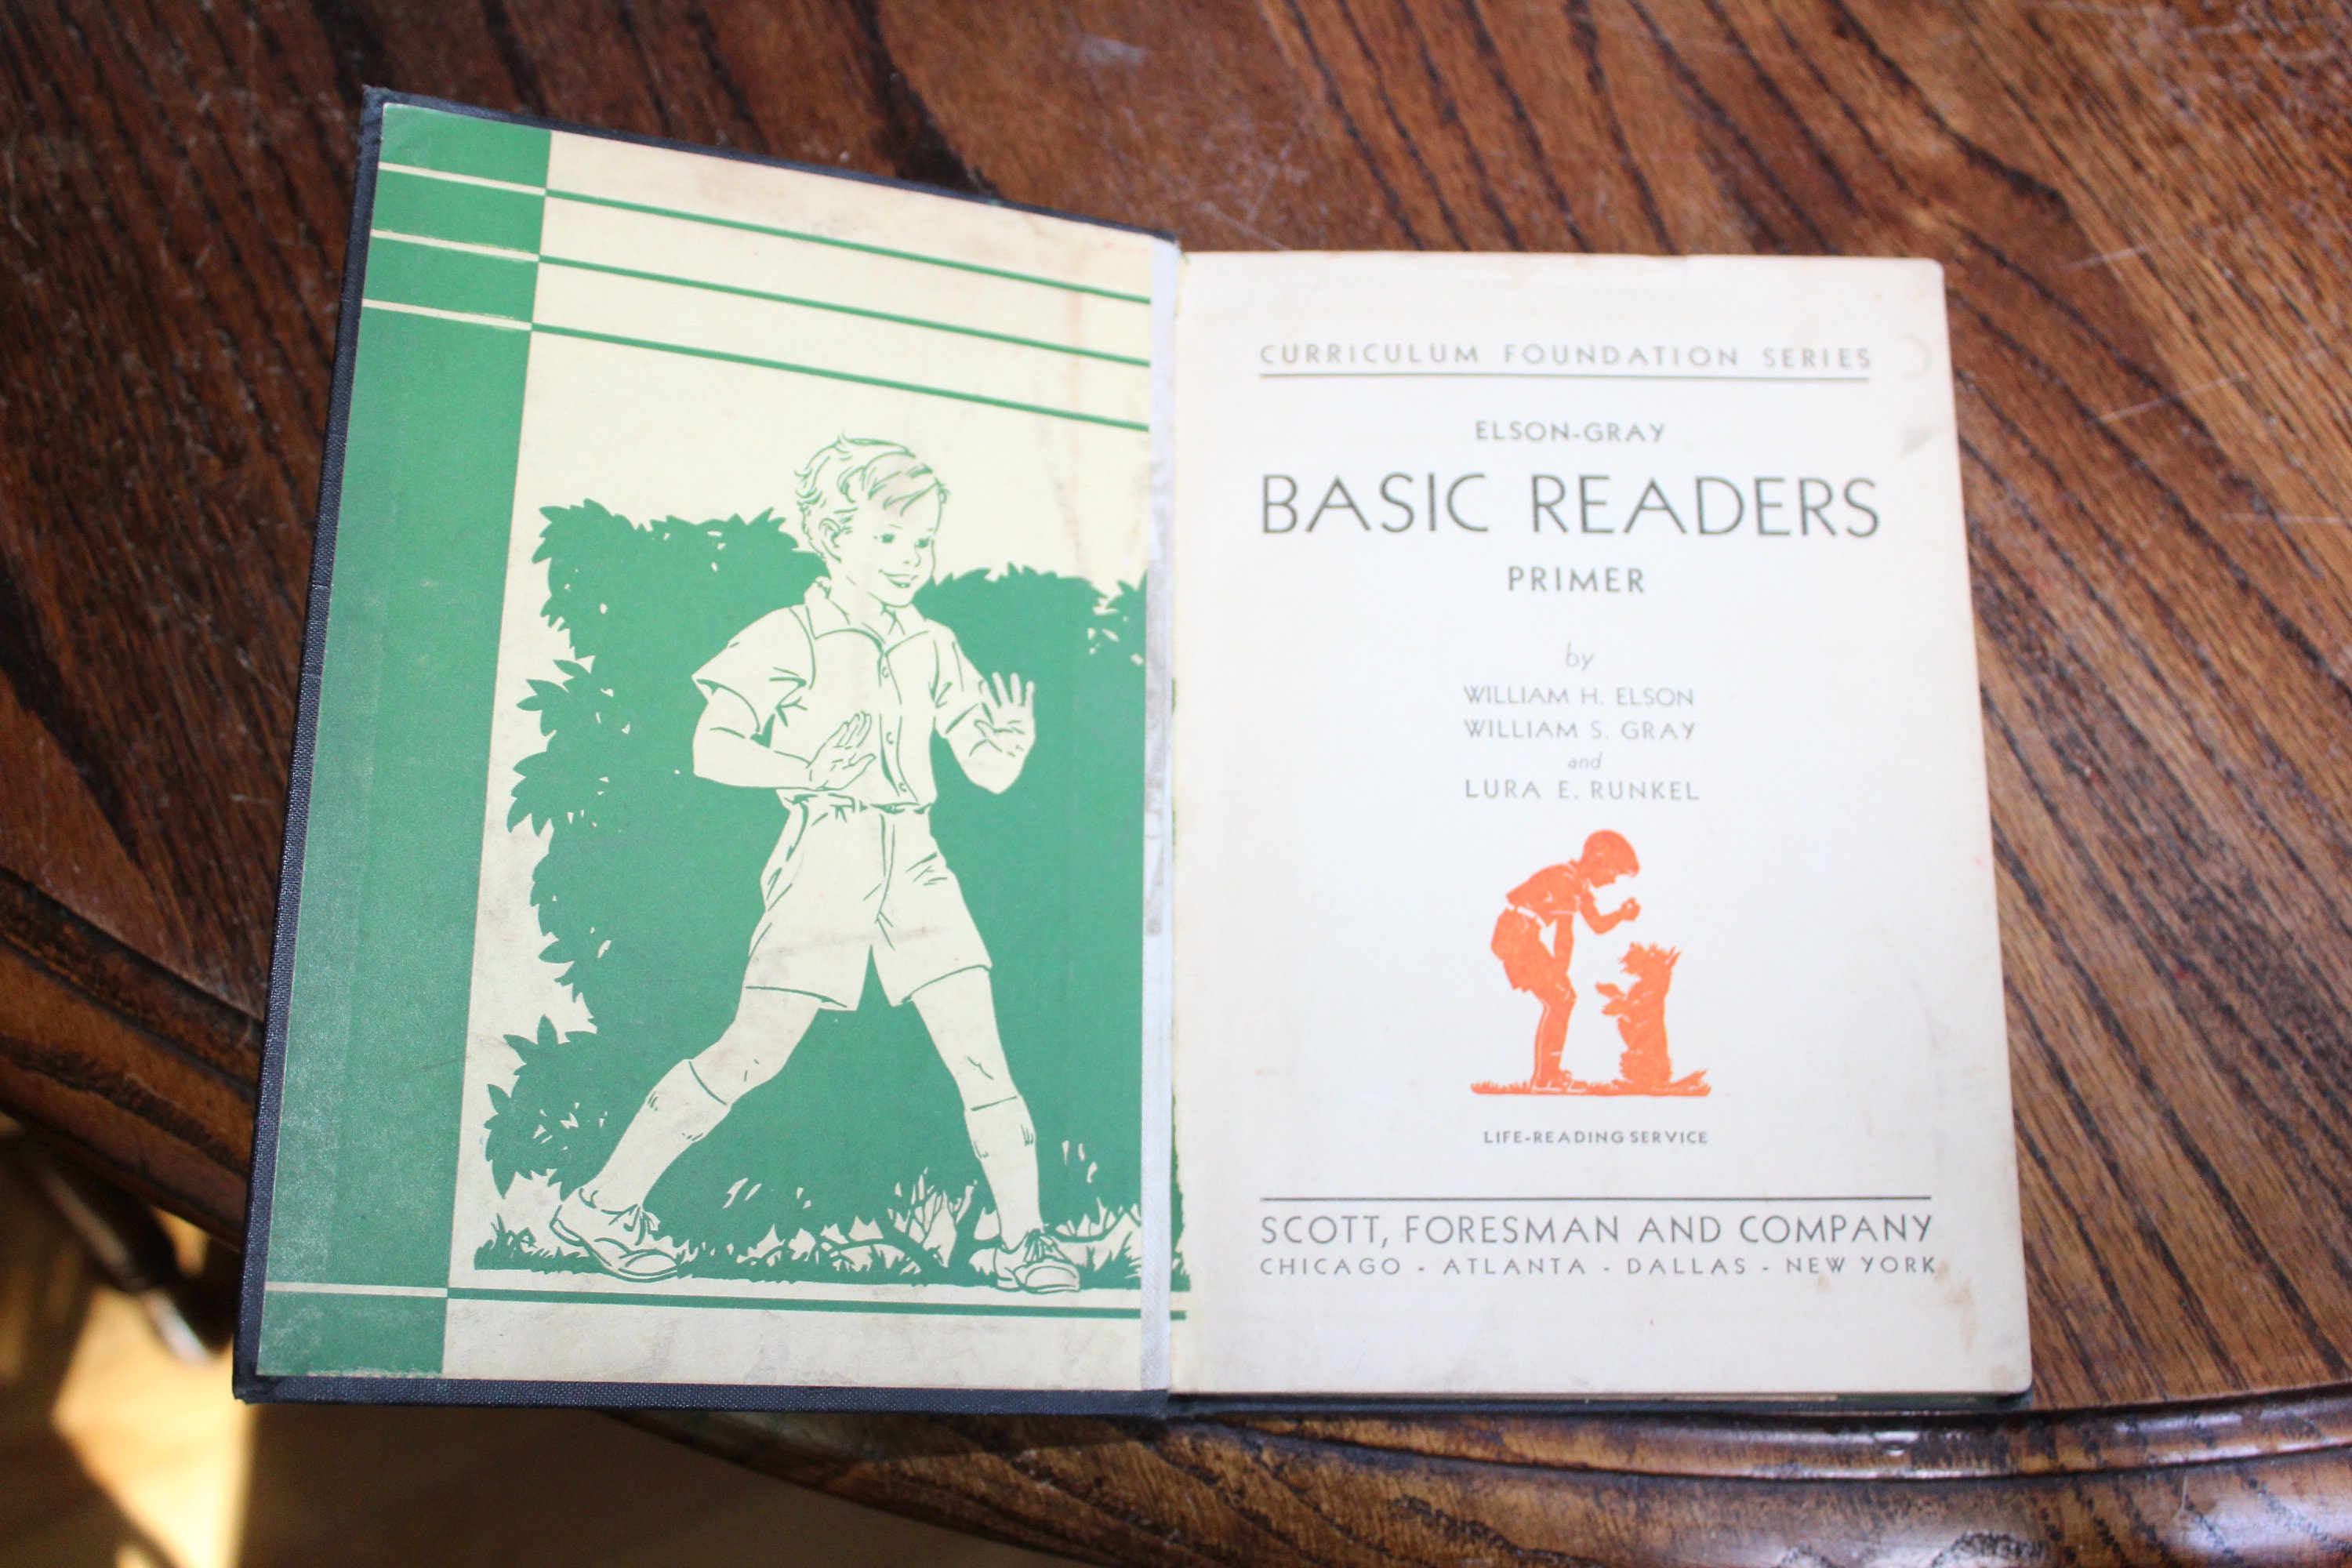 CURRICULUM FOUNDATION SERIES
ELSON-GRAY
BASIC READERS
PRIMER
by
WILLIAM H. ELSON
WILLIAM S. GRAY
and
LURA E. RUNKEL
LIFE-READING SERVICE
SCOTT, FORESMAN AND COMPANY
CHICAGO - ATLANTA - DALLAS - NEW YORK